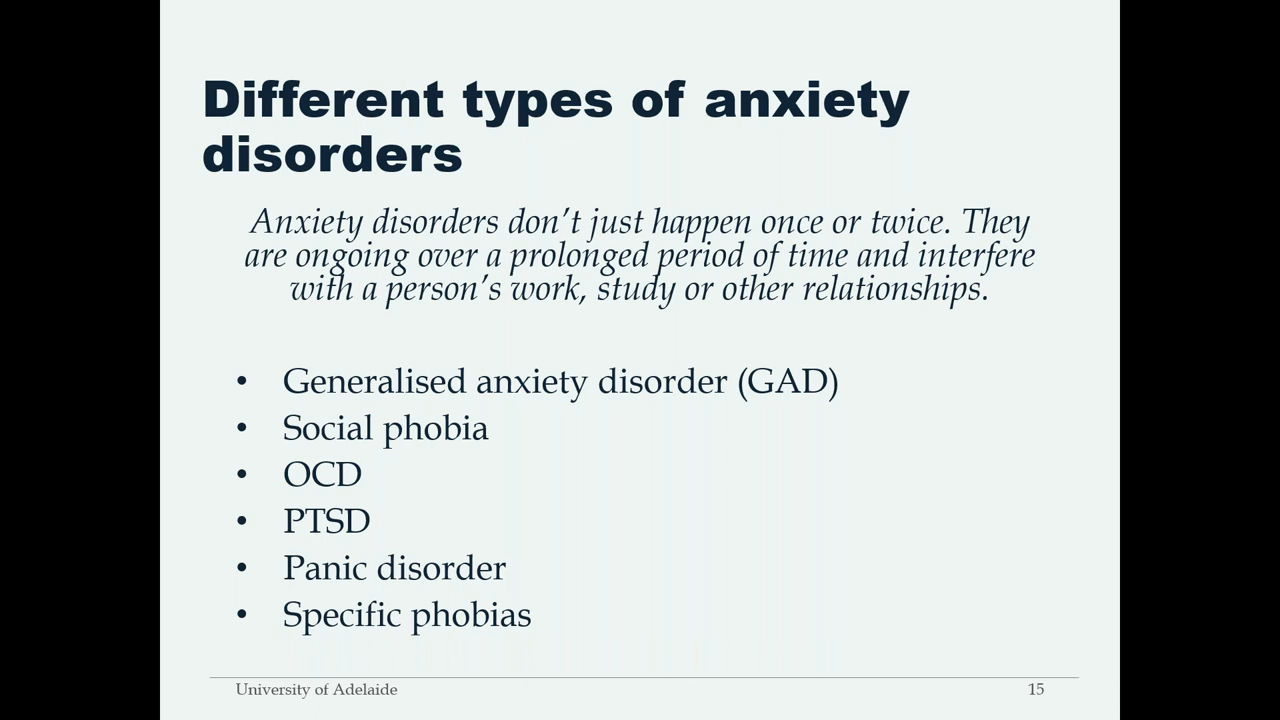 Different types of anxiety
disorders
Anxiety disorders don’t just happen once or twice. They
are ongoing over a prolonged period of time and interfere
with a person’s work, study or other relationships.
• Generalised anxiety disorder (GAD)
• Social phobia
• OCD
• PTSD
• Panic disorder
• Specific phobias
University of Adelaide 15